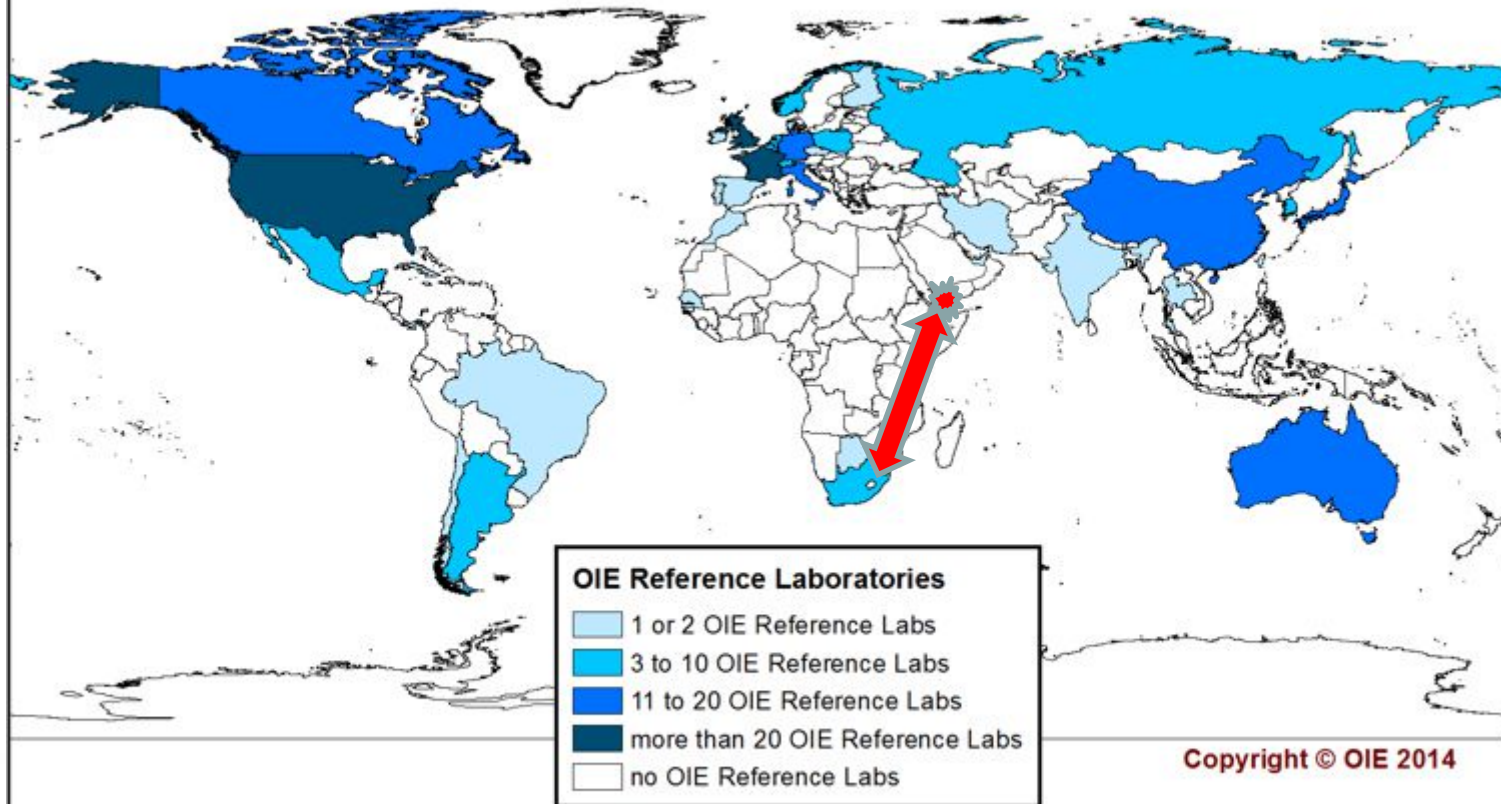 OIE Reference Laboratories
1 or 2 OIE Reference Labs
3 to 10 OIE Reference Labs
11 to 20 OIE Reference Labs
more than 20 OIE Reference Labs
no OIE Reference Labs
Copyright © OIE 2014